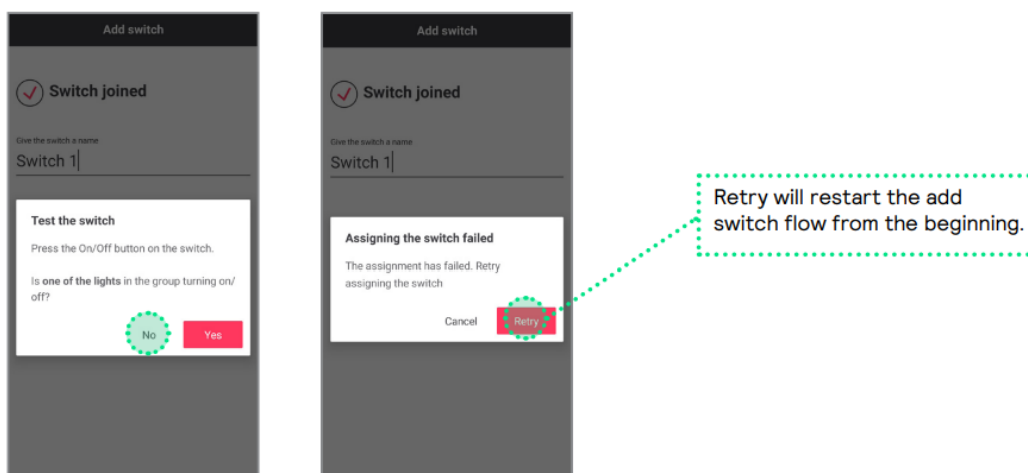 Add switch
Switch joined
Give the switch a name
Switch 1
Test the switch
Press the On/Off button on the switch.
Is one of the lights in the group turning on/
off?
No
Yes
Add switch
Switch joined
Give the switch a name
Switch 1
Assigning the switch failed
The assignment has failed. Retry
assigning the switch
Cancel
Retry
Retry will restart the add
switch flow from the beginning.